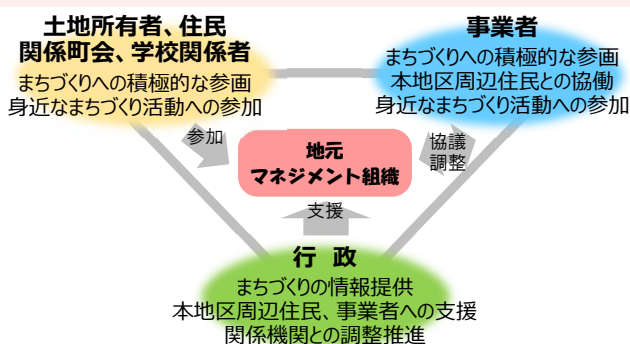 土地所有者、住民
関係町会、学校関係者
まちづくりへの積極的な参画
身近なまちづくり活動への参加
事業者
まちづくりへの積極的な参画
本地区周辺住民との協働
身近なまちづくり活動への参加
参加
地元
マネジメント組織
協議
調整
支援
行 政
まちづくりの情報提供
本地区周辺住民、事業者への支援
関係機関との調整推進